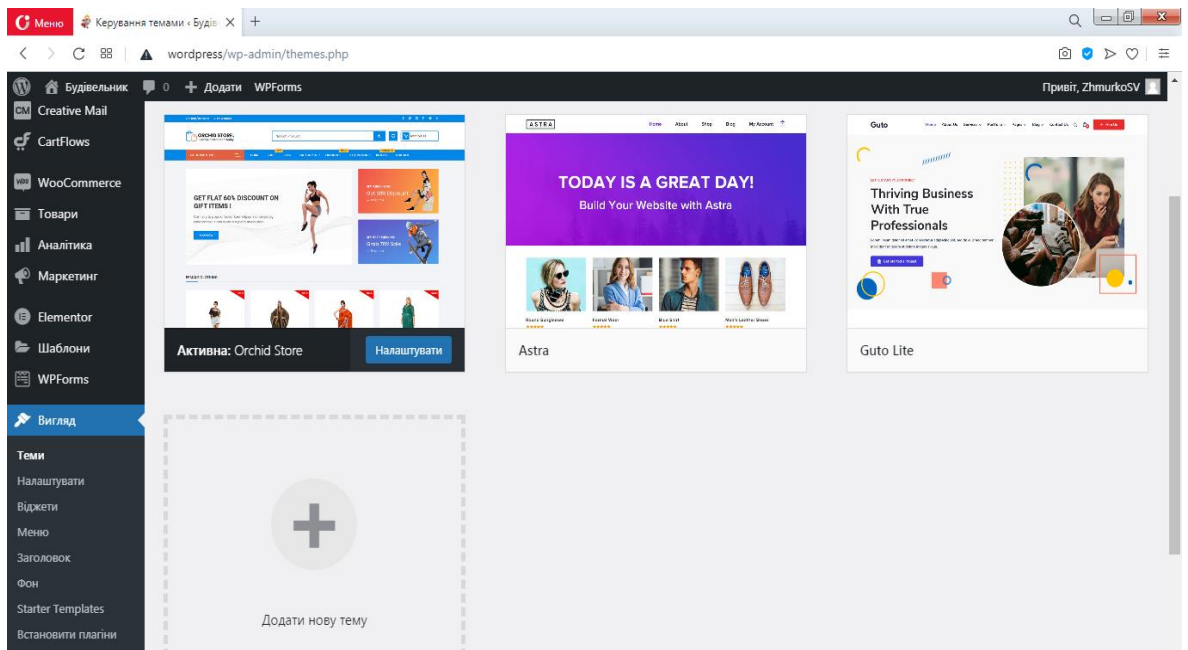 Меню
Керування темами ‹ Будів
wordpress/wp-admin/themes.php
Будівельник
0
Додати
WPForms
Привіт, ZhmurkoSV
Creative Mail
CartFlows
WooCommerce
Товари
Аналітика
Маркетинг
Elementor
Шаблони
WPForms
Вигляд
Теми
Налаштувати
Віджети
Меню
Заголовок
Фон
Starter Templates
Встановити плагіни
ORCHID STORE.
GET FLAT 60% DISCOUNT ON
GIFT ITEMS !
Активна: Orchid Store
Налаштувати
ASTRA
Home About Shop Blog My Account
TODAY IS A GREAT DAY!
Build Your Website with Astra
Astra
Guto
Thriving Business
With True
Professionals
Guto Lite
Додати нову тему